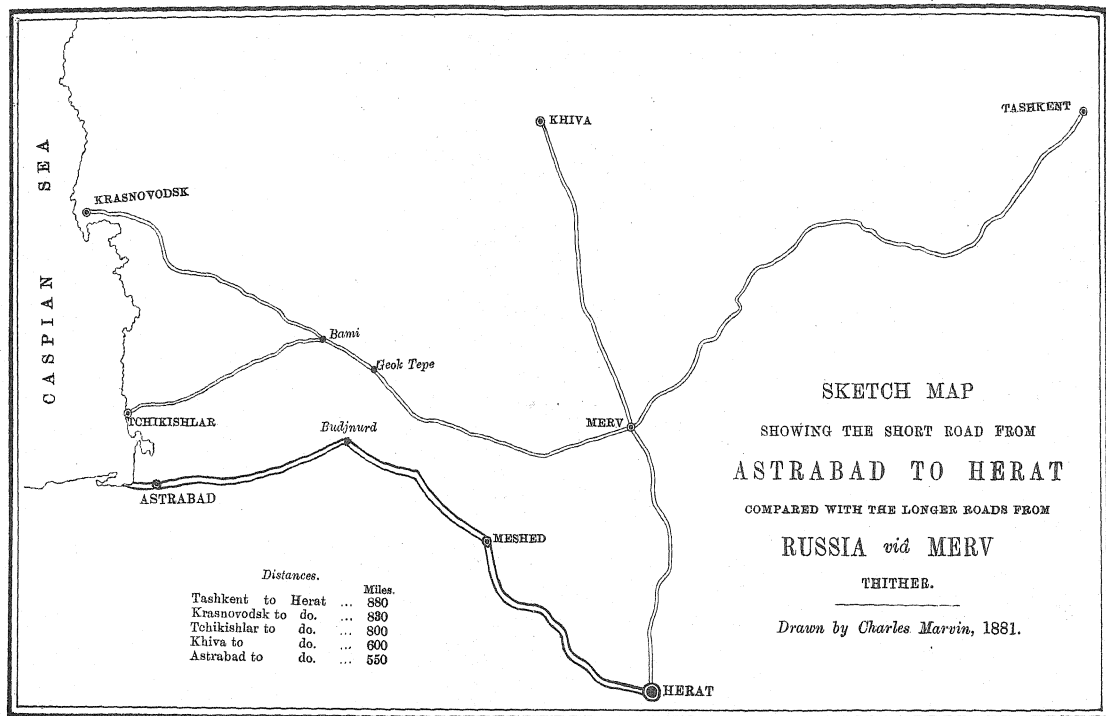 TASHKENT
KHIVA
CASPIAN SEA
KRASNOVODSK
Bami
Geok Tepe
TCHIKISHLAR
MERV
Budjnurd
ASTRABAD
MESHED
HERAT
SKETCH MAP
SHOWING THE SHORT ROAD FROM
ASTRABAD TO HERAT
COMPARED WITH THE LONGER ROADS FROM
RUSSIA viâ MERV
THITHER.
Drawn by Charles Marvin, 1881.
Distances.
Miles.
Tashkent to Herat ... 880
Krasnovodsk to do. ... 830
Tchikishlar to do. ... 800
Khiva to do. ... 600
Astrabad to do. ... 550